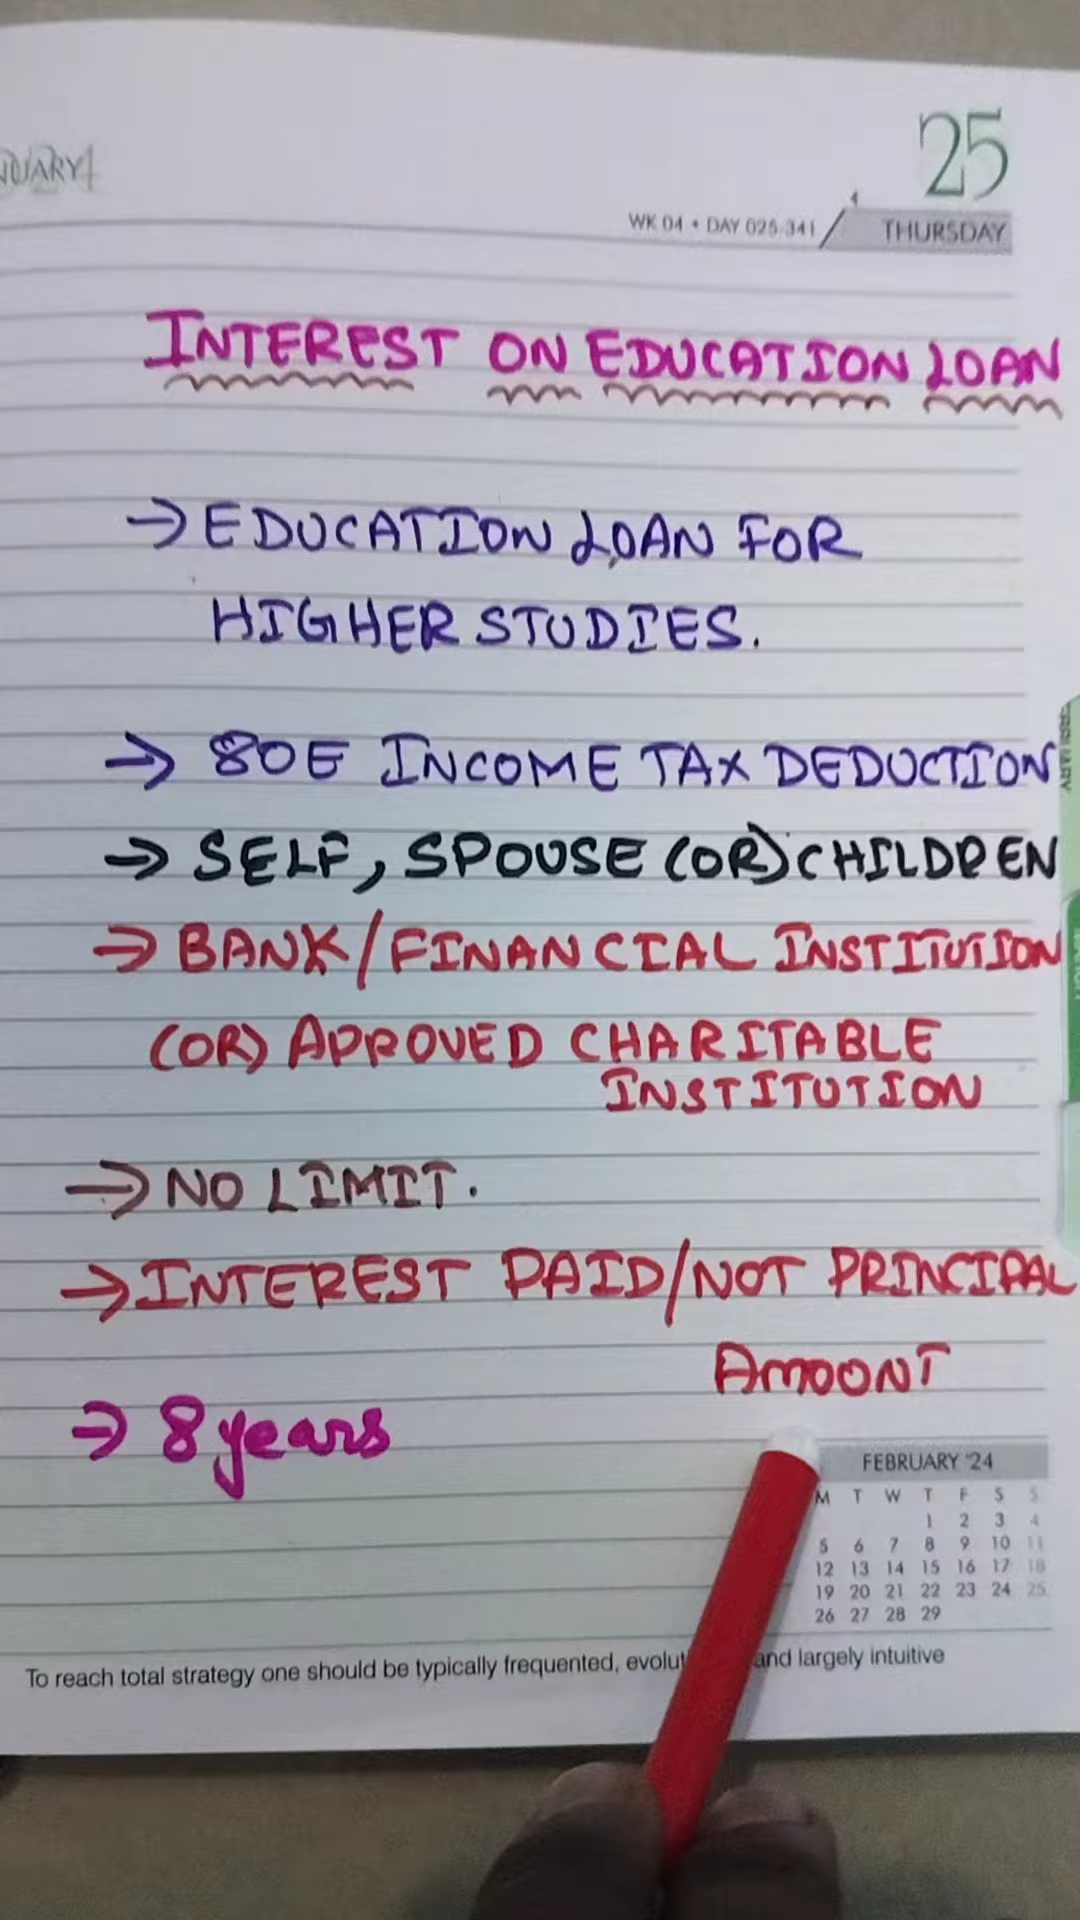 25
WK 04 • DAY 025-341
THURSDAY
INTEREST ON EDUCATION LOAN
→ EDUCATION LOAN FOR
HIGHER STUDIES.
→ 80E INCOME TAX DEDUCTION
→ SELF, SPOUSE (OR) CHILDREN
→ BANK/FINANCIAL INSTITUTION
(OR) APPROVED CHARITABLE
INSTITUTION
→ NO LIMIT.
→ INTEREST PAID/NOT PRINCIPAL
AMOUNT
→ 8 years
FEBRUARY '24
M T W T F S S
1 2 3 4
5 6 7 8 9 10 11
12 13 14 15 16 17 18
19 20 21 22 23 24 25
26 27 28 29
To reach total strategy one should be typically frequented, and largely intuitive